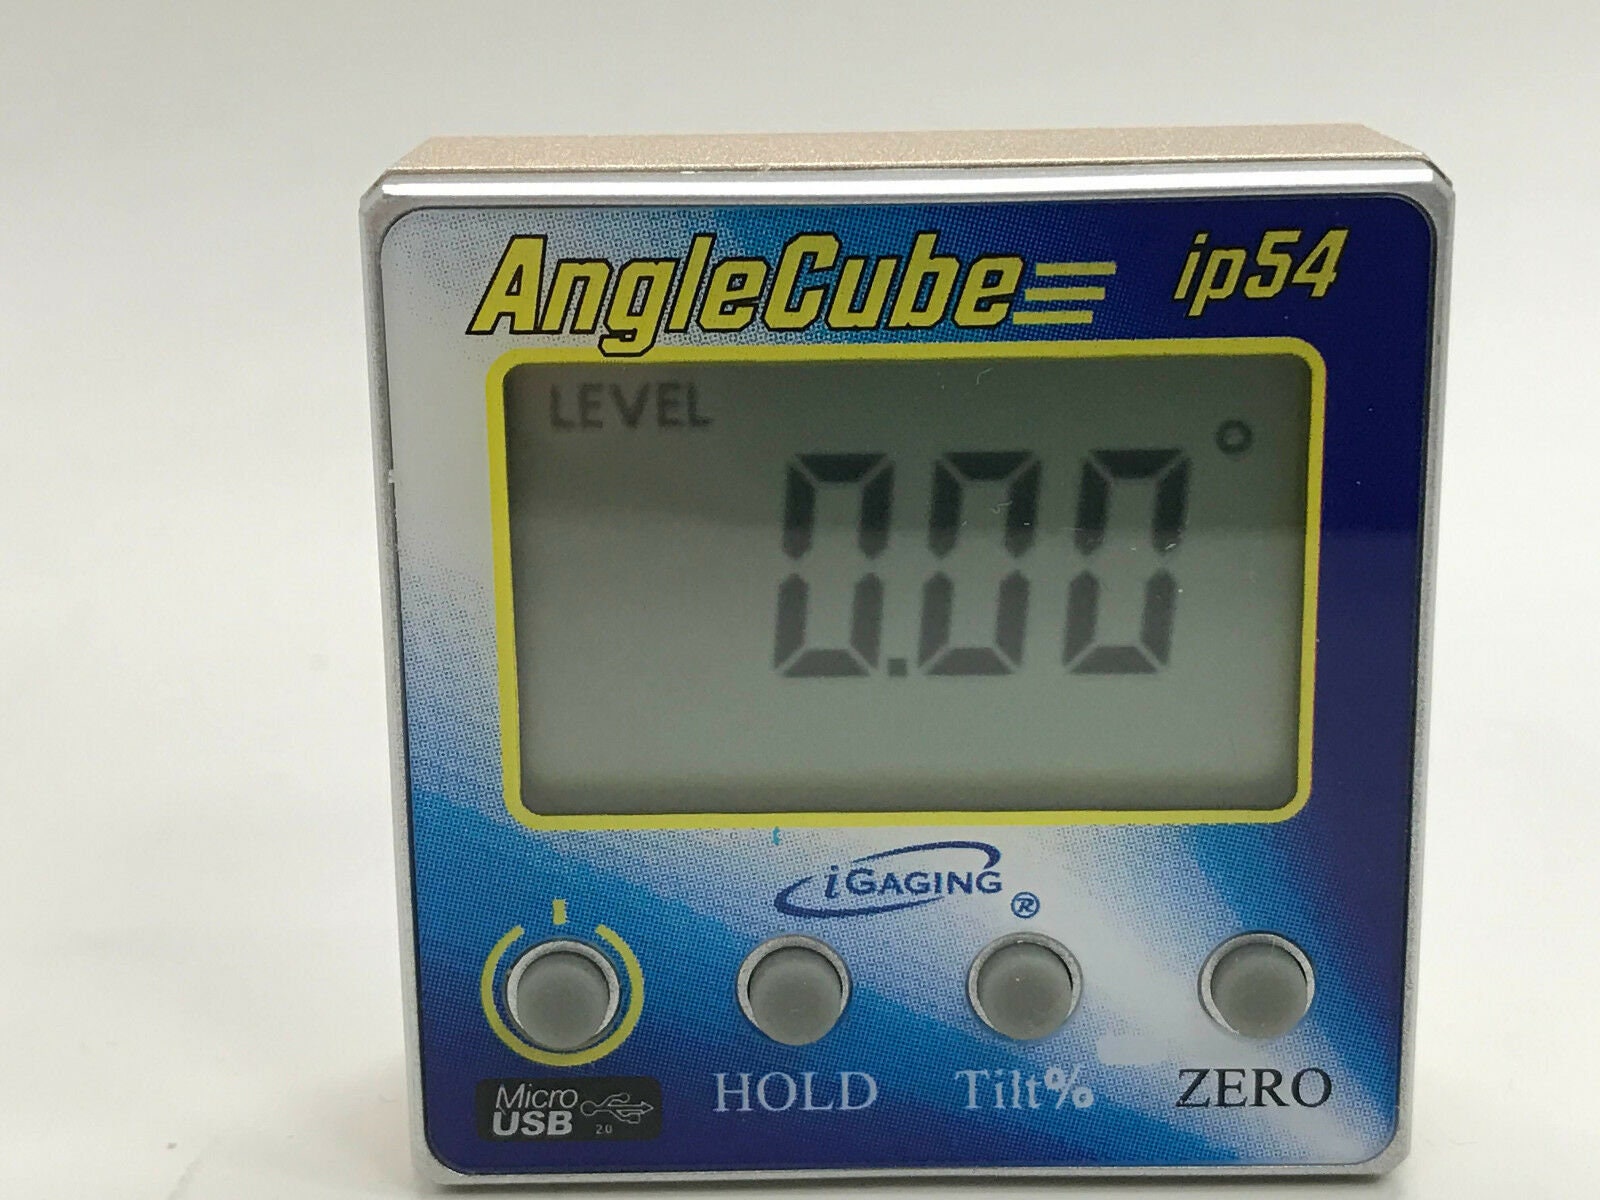 AngleCube ip54
LEVEL
0.00°
iGAGING®
Micro
USB 2.0
HOLD Tilt% ZERO